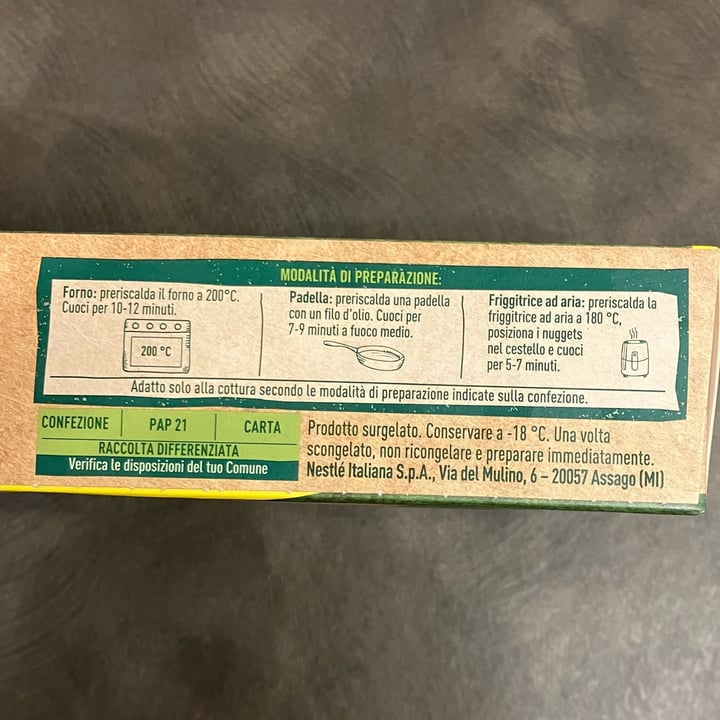 MODALITÀ DI PREPARAZIONE:
Forno: preriscalda il forno a 200°C.
Cuoci per 10-12 minuti.
200 °C
Padella: preriscalda una padella
con un filo d'olio. Cuoci per
7-9 minuti a fuoco medio.
Friggitrice ad aria: preriscalda la
friggitrice ad aria a 180 °C,
posiziona i nuggets
nel cestello e cuoci
per 5-7 minuti.
Adatto solo alla cottura secondo le modalità di preparazione indicate sulla confezione.
CONFEZIONE PAP 21 CARTA
RACCOLTA DIFFERENZIATA
Verifica le disposizioni del tuo Comune
Prodotto surgelato. Conservare a -18 °C. Una volta
scongelato, non ricongelare e preparare immediatamente.
Nestlé Italiana S.p.A., Via del Mulino, 6 – 20057 Assago (MI)